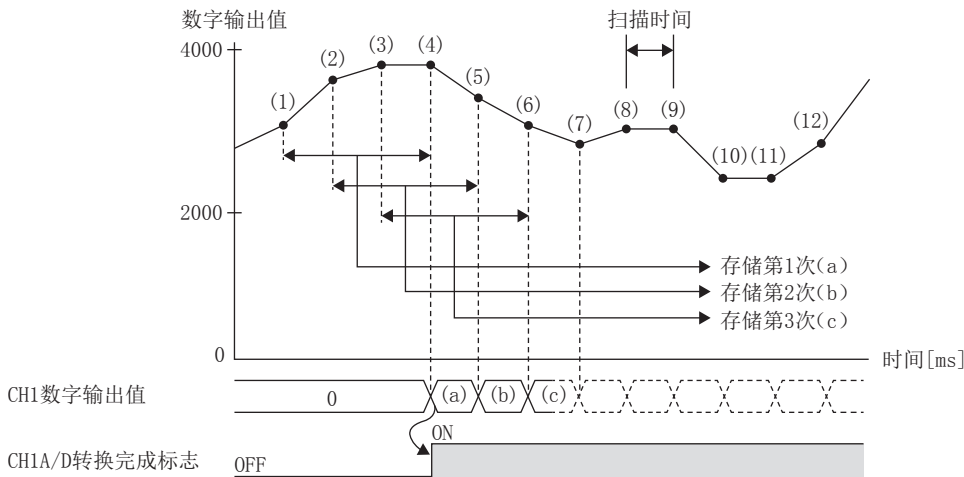 数字输出值
扫描时间
4000
(1)
(2)
(3)
(4)
(5)
(6)
(7)
(8)
(9)
(10)(11)
(12)
2000
存储第1次(a)
存储第2次(b)
存储第3次(c)
0
时间[ms]
CH1数字输出值
0
(a)
(b)
(c)
ON
CH1A/D转换完成标志
OFF